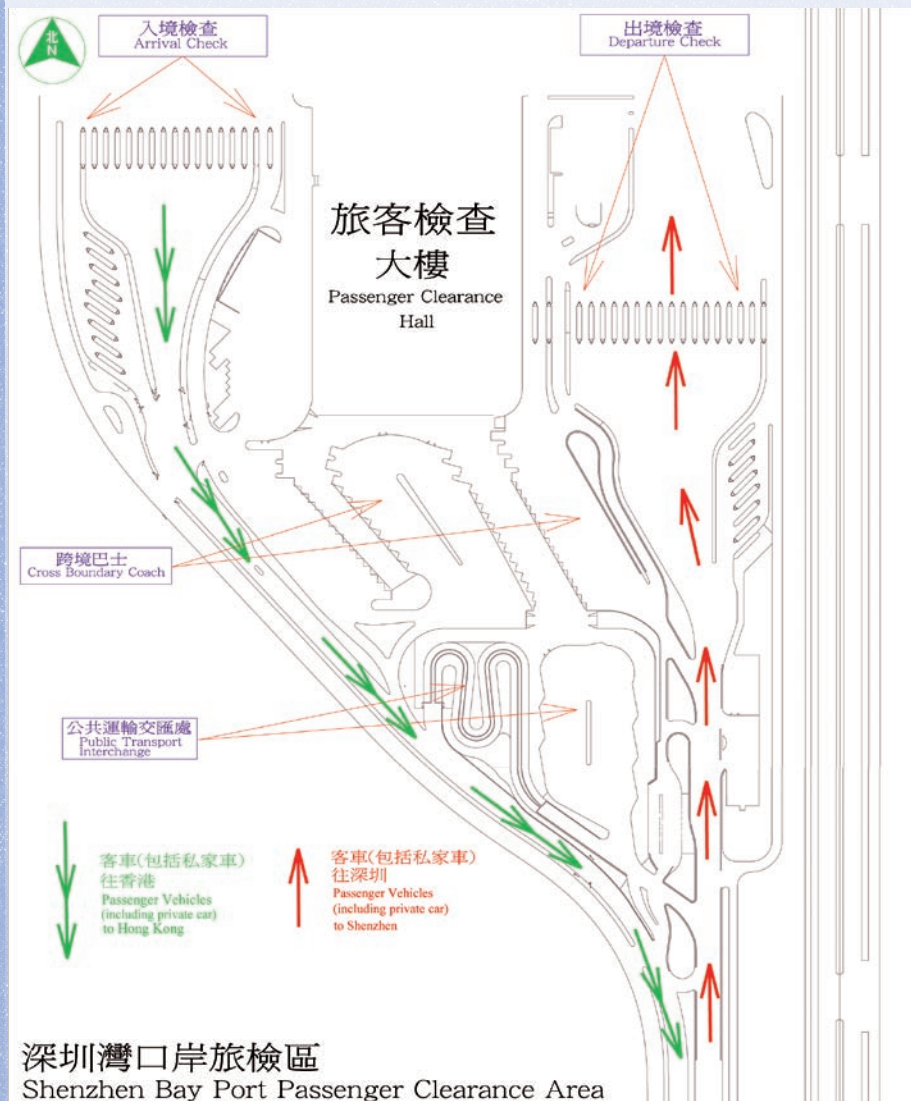 北
N
入境檢查
Arrival Check
出境檢查
Departure Check
旅客檢查
大樓
Passenger Clearance
Hall
跨境巴士
Cross Boundary Coach
公共運輸交匯處
Public Transport
Interchange
客車(包括私家車)
往香港
Passenger Vehicles
(including private car)
to Hong Kong
客車(包括私家車)
往深圳
Passenger Vehicles
(including private car)
to Shenzhen
深圳灣口岸旅檢區
Shenzhen Bay Port Passenger Clearance Area